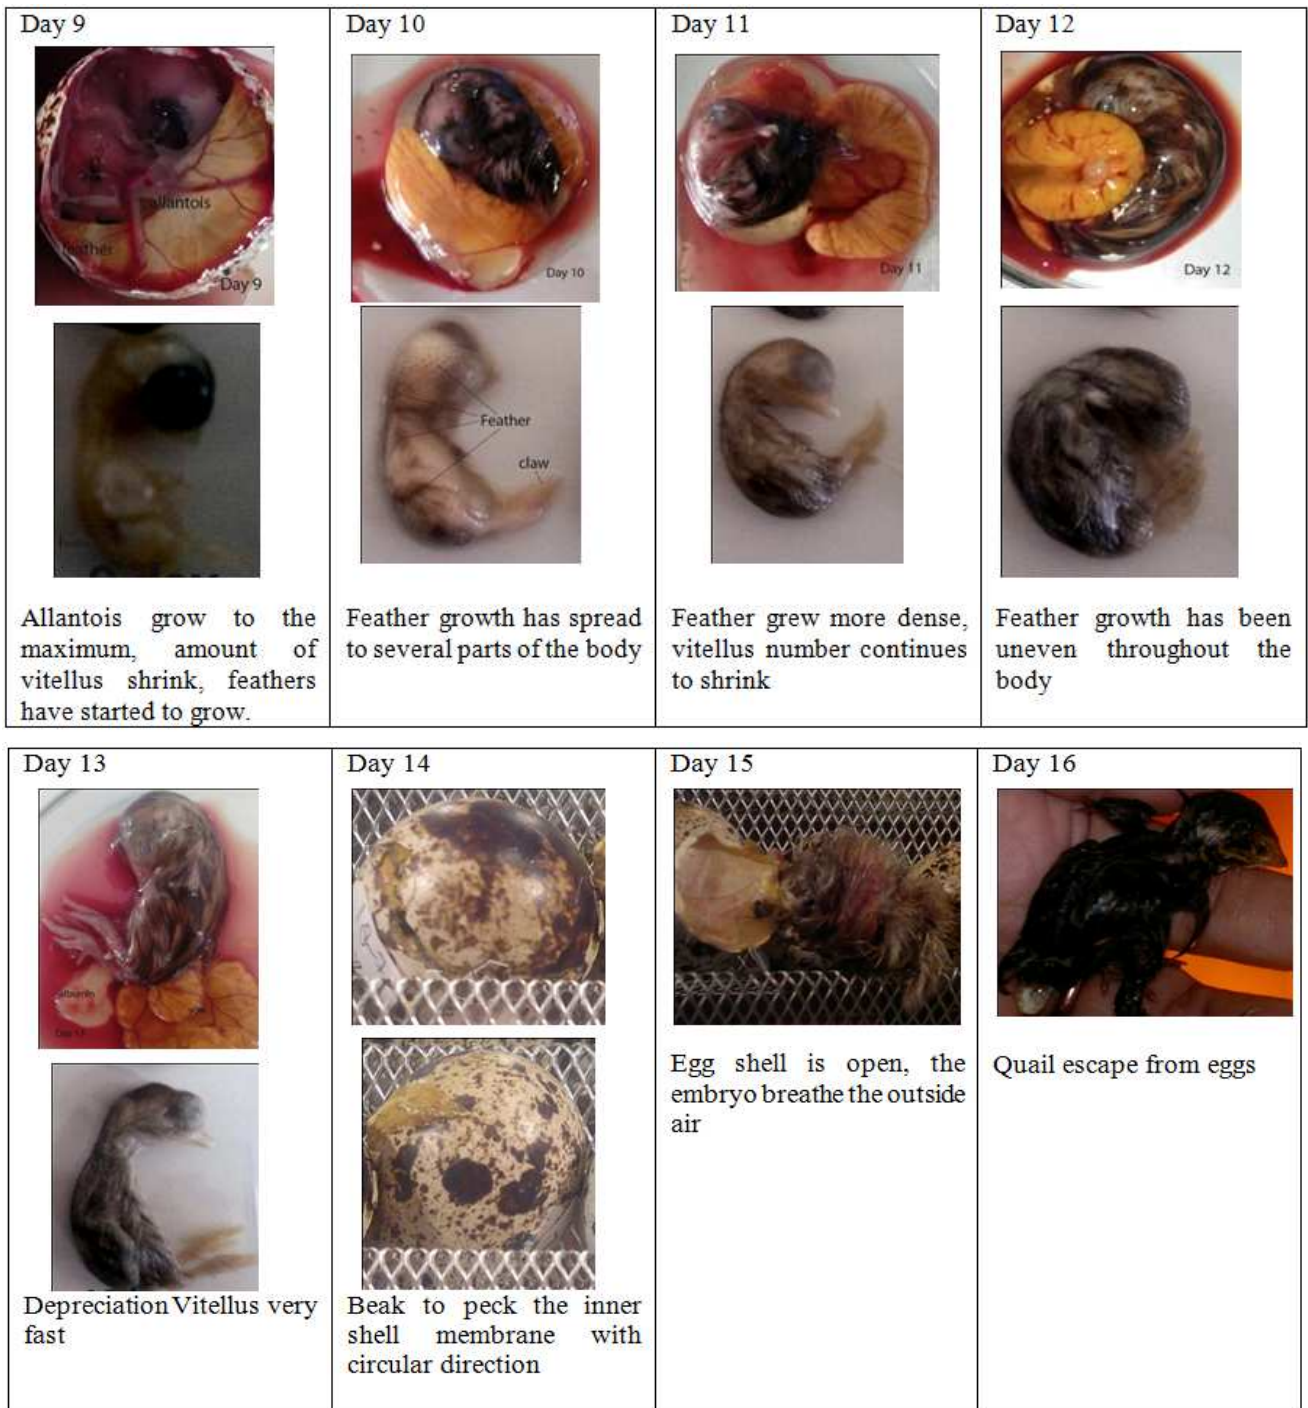 Day 9
allantois
feather
Day 9
Allantois grow to the
maximum, amount of
vitellus shrink, feathers
have started to grow.
Day 10
Day 10
Feather
claw
Feather growth has spread
to several parts of the body
Day 11
Day 11
Feather grew more dense,
vitellus number continues
to shrink
Day 12
Day 12
Feather growth has been
uneven throughout the
body
Day 13
albumin
Day 13
Depreciation Vitellus very
fast
Day 14
Beak to peck the inner
shell membrane with
circular direction
Day 15
Egg shell is open, the
embryo breathe the outside
air
Day 16
Quail escape from eggs